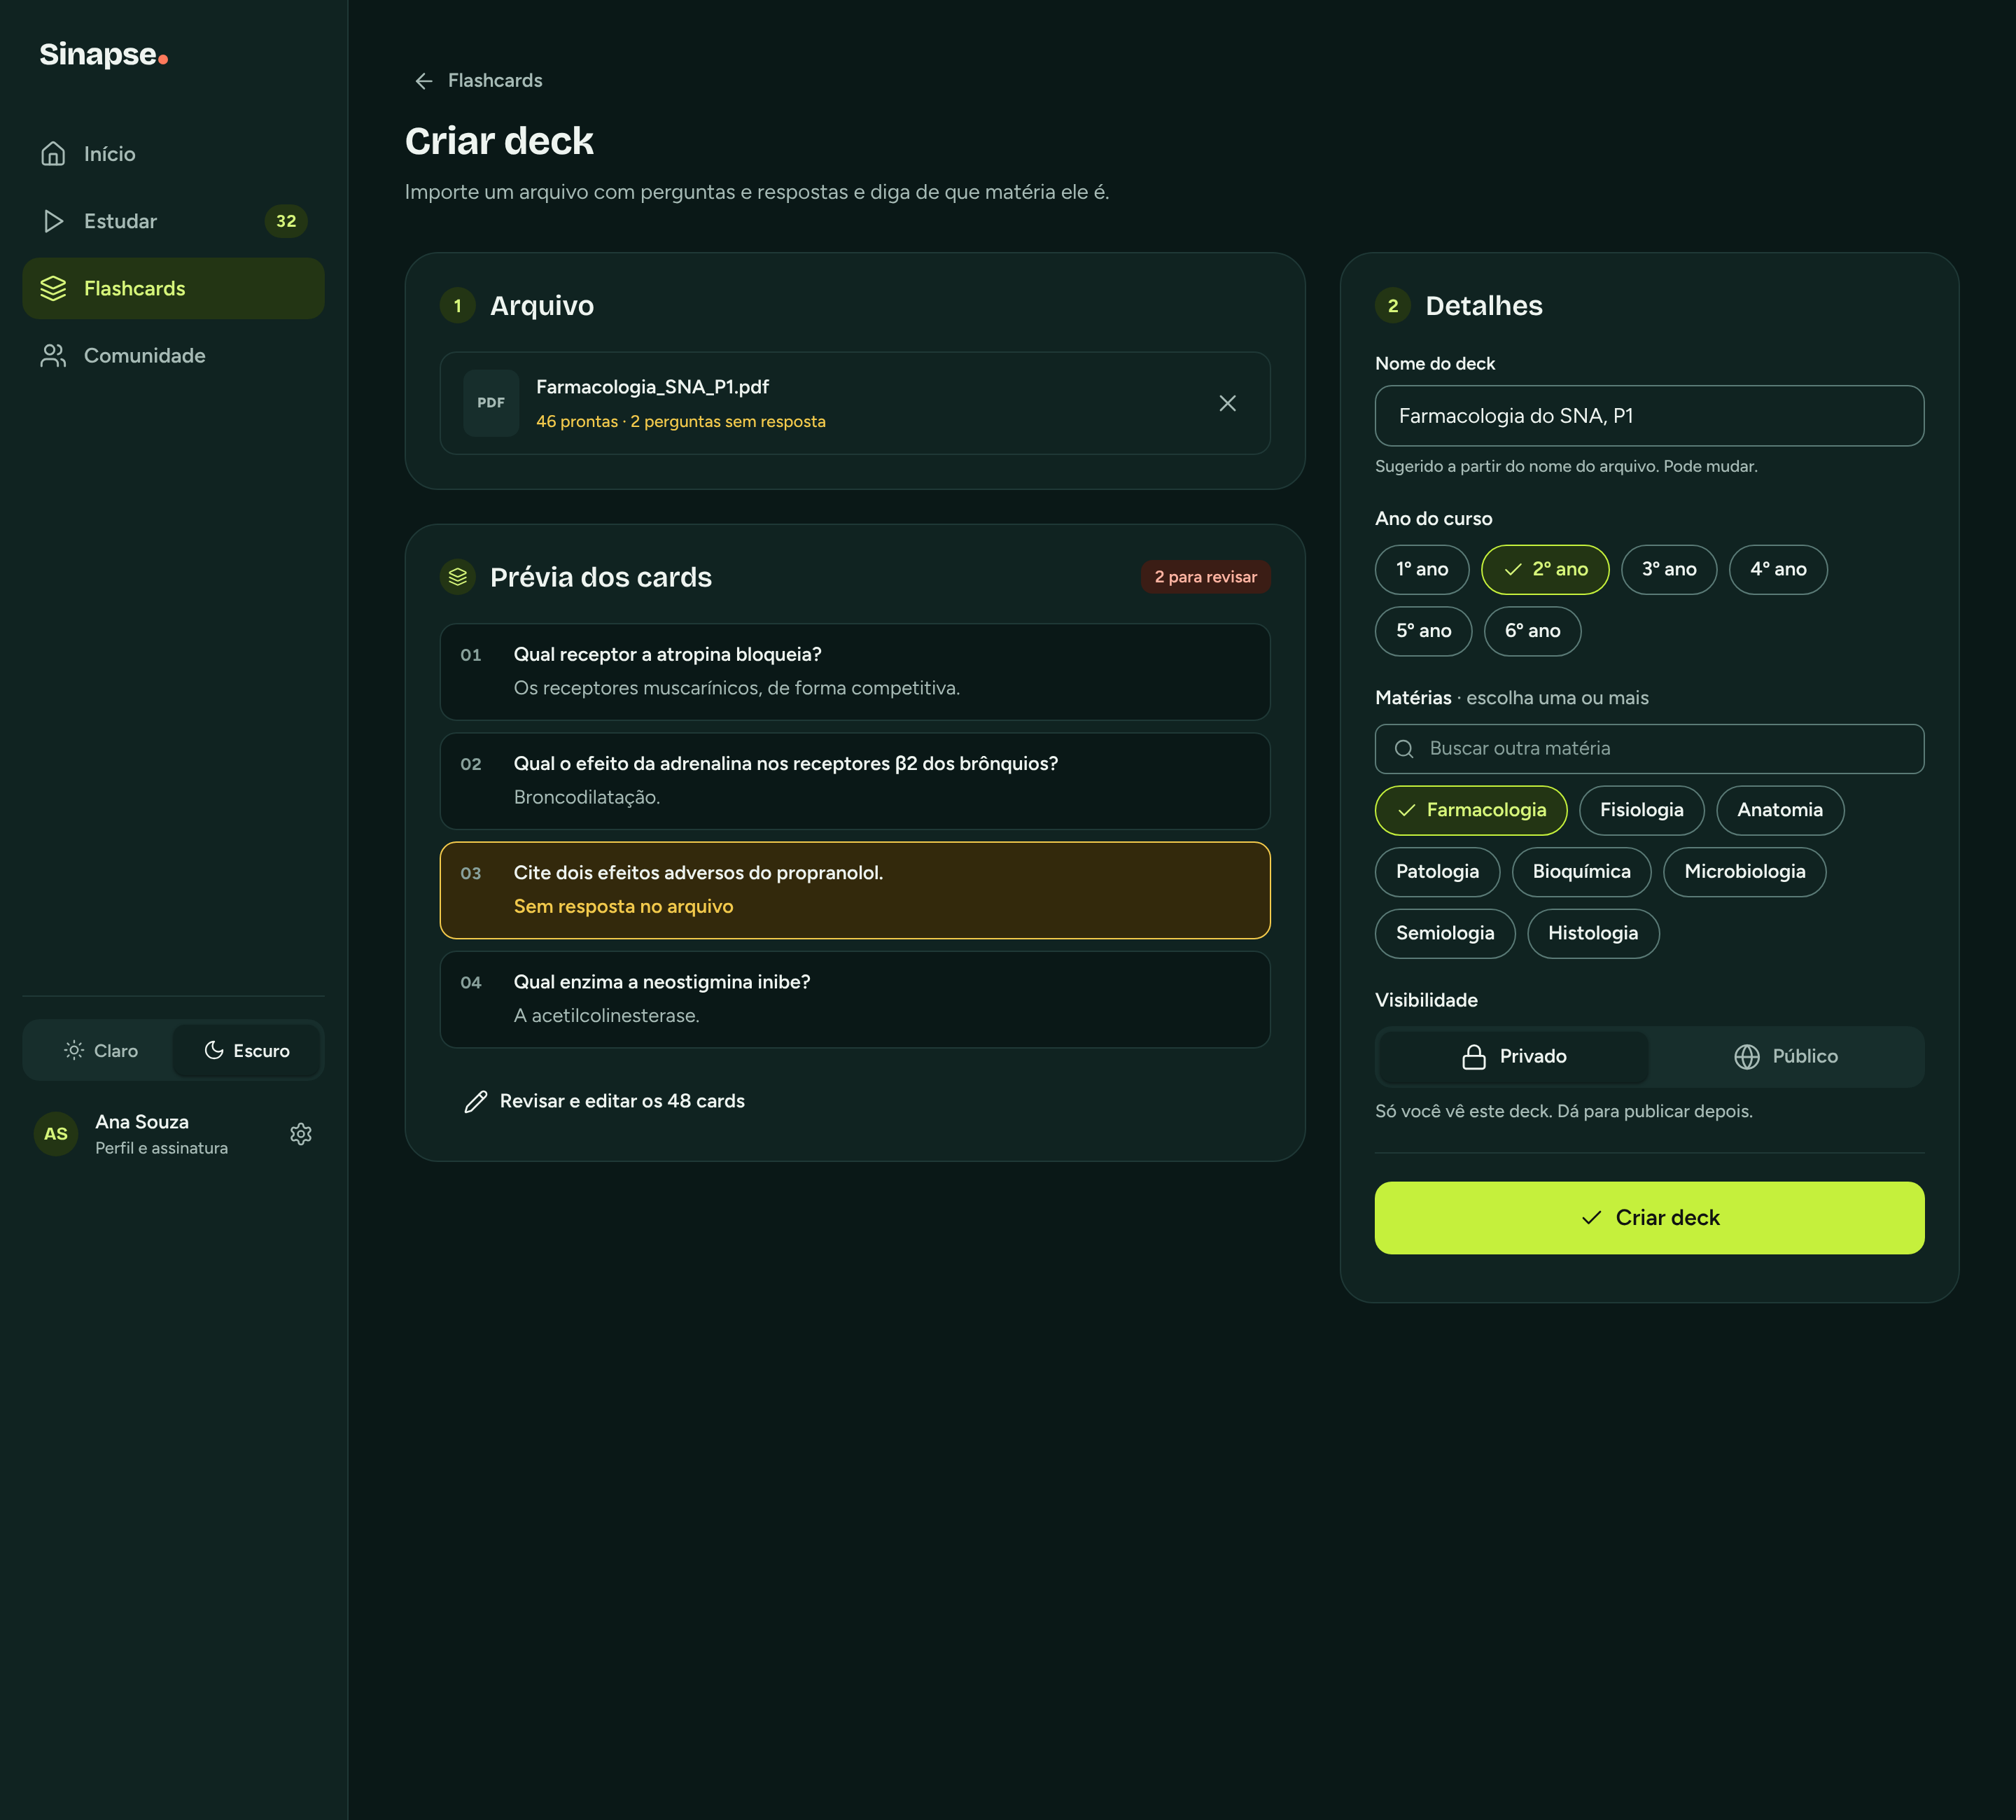 Sinapse.
Início
Estudar 32
Flashcards
Comunidade
Claro Escuro
AS Ana Souza
Perfil e assinatura
Flashcards
Criar deck
Importe um arquivo com perguntas e respostas e diga de que matéria ele é.
1 Arquivo
PDF Farmacologia_SNA_P1.pdf
46 prontas · 2 perguntas sem resposta
Prévia dos cards 2 para revisar
01 Qual receptor a atropina bloqueia?
Os receptores muscarínicos, de forma competitiva.
02 Qual o efeito da adrenalina nos receptores β2 dos brônquios?
Broncodilatação.
03 Cite dois efeitos adversos do propranolol.
Sem resposta no arquivo
04 Qual enzima a neostigmina inibe?
A acetilcolinesterase.
Revisar e editar os 48 cards
2 Detalhes
Nome do deck
Farmacologia do SNA, P1
Sugerido a partir do nome do arquivo. Pode mudar.
Ano do curso
1º ano 2º ano 3º ano 4º ano
5º ano 6º ano
Matérias · escolha uma ou mais
Buscar outra matéria
Farmacologia Fisiologia Anatomia
Patologia Bioquímica Microbiologia
Semiologia Histologia
Visibilidade
Privado Público
Só você vê este deck. Dá para publicar depois.
Criar deck